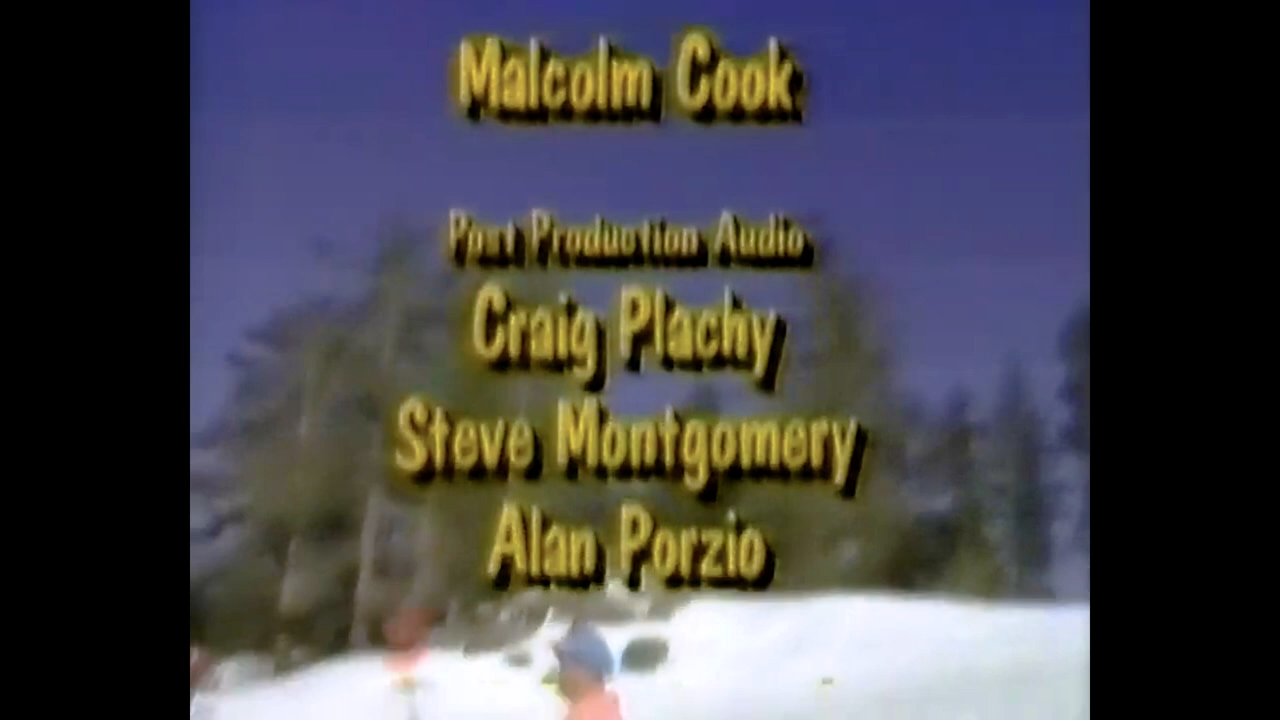 Malcolm Cook
Post Production Audio
Craig Plachy
Steve Montgomery
Alan Porzio